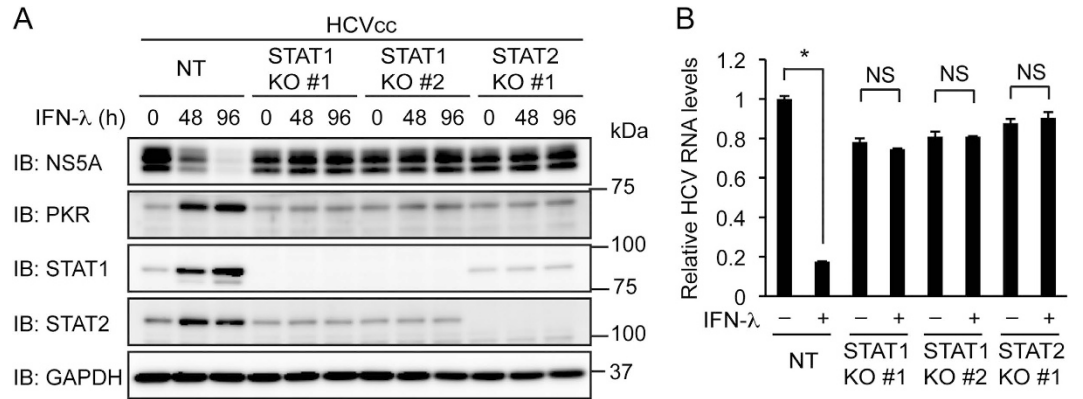 A
HCVcc
NT
STAT1 KO #1
STAT1 KO #2
STAT2 KO #1
IFN-λ (h) 0 48 96 0 48 96 0 48 96 0 48 96
kDa
IB: NS5A
75
IB: PKR
100
IB: STAT1
75
IB: STAT2
100
IB: GAPDH
37
B
Relative HCV RNA levels
1.2
1
0.8
0.6
0.4
0.2
0
*
NS
NS
NS
IFN-λ − + − + − + − +
NT
STAT1 KO #1
STAT1 KO #2
STAT2 KO #1